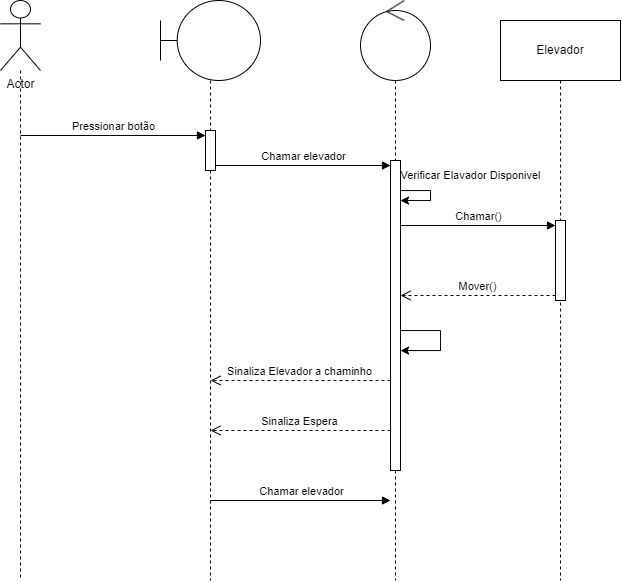 Elevador
Actor
Pressionar botão
Chamar elevador
Verificar Elavador Disponivel
Chamar()
Mover()
Sinaliza Elevador a chaminho
Sinaliza Espera
Chamar elevador